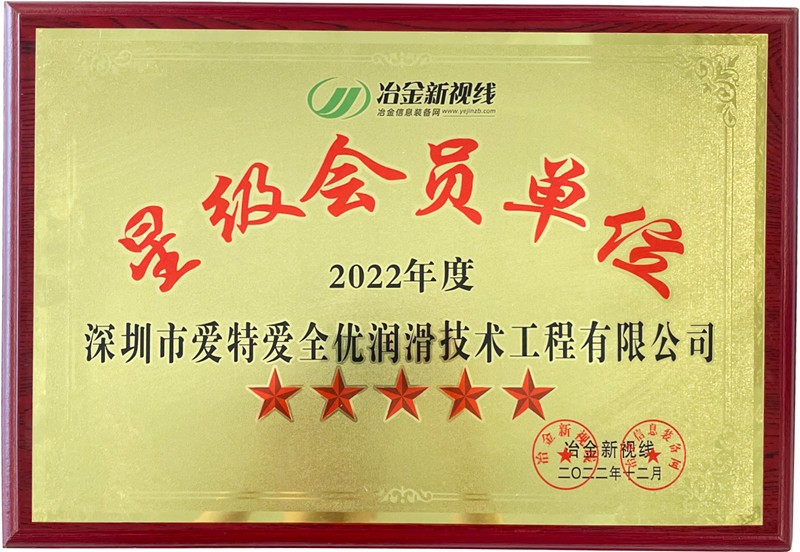 冶金新视线
冶金信息装备网 www.yejinzb.com
星级会员单位
2022年度
深圳市爱特爱全优润滑技术工程有限公司
冶金新视线
二〇二二年十二月